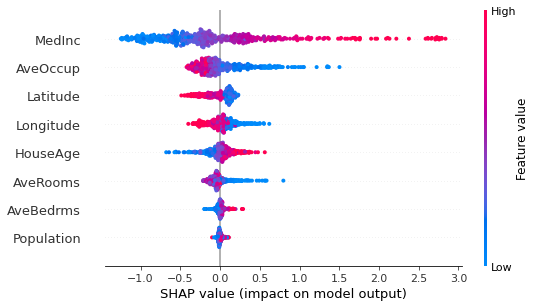 High
MedInc
AveOccup
Latitude
Longitude
HouseAge
AveRooms
AveBedrms
Population
Feature value
Low
−1.0 −0.5 0.0 0.5 1.0 1.5 2.0 2.5 3.0
SHAP value (impact on model output)